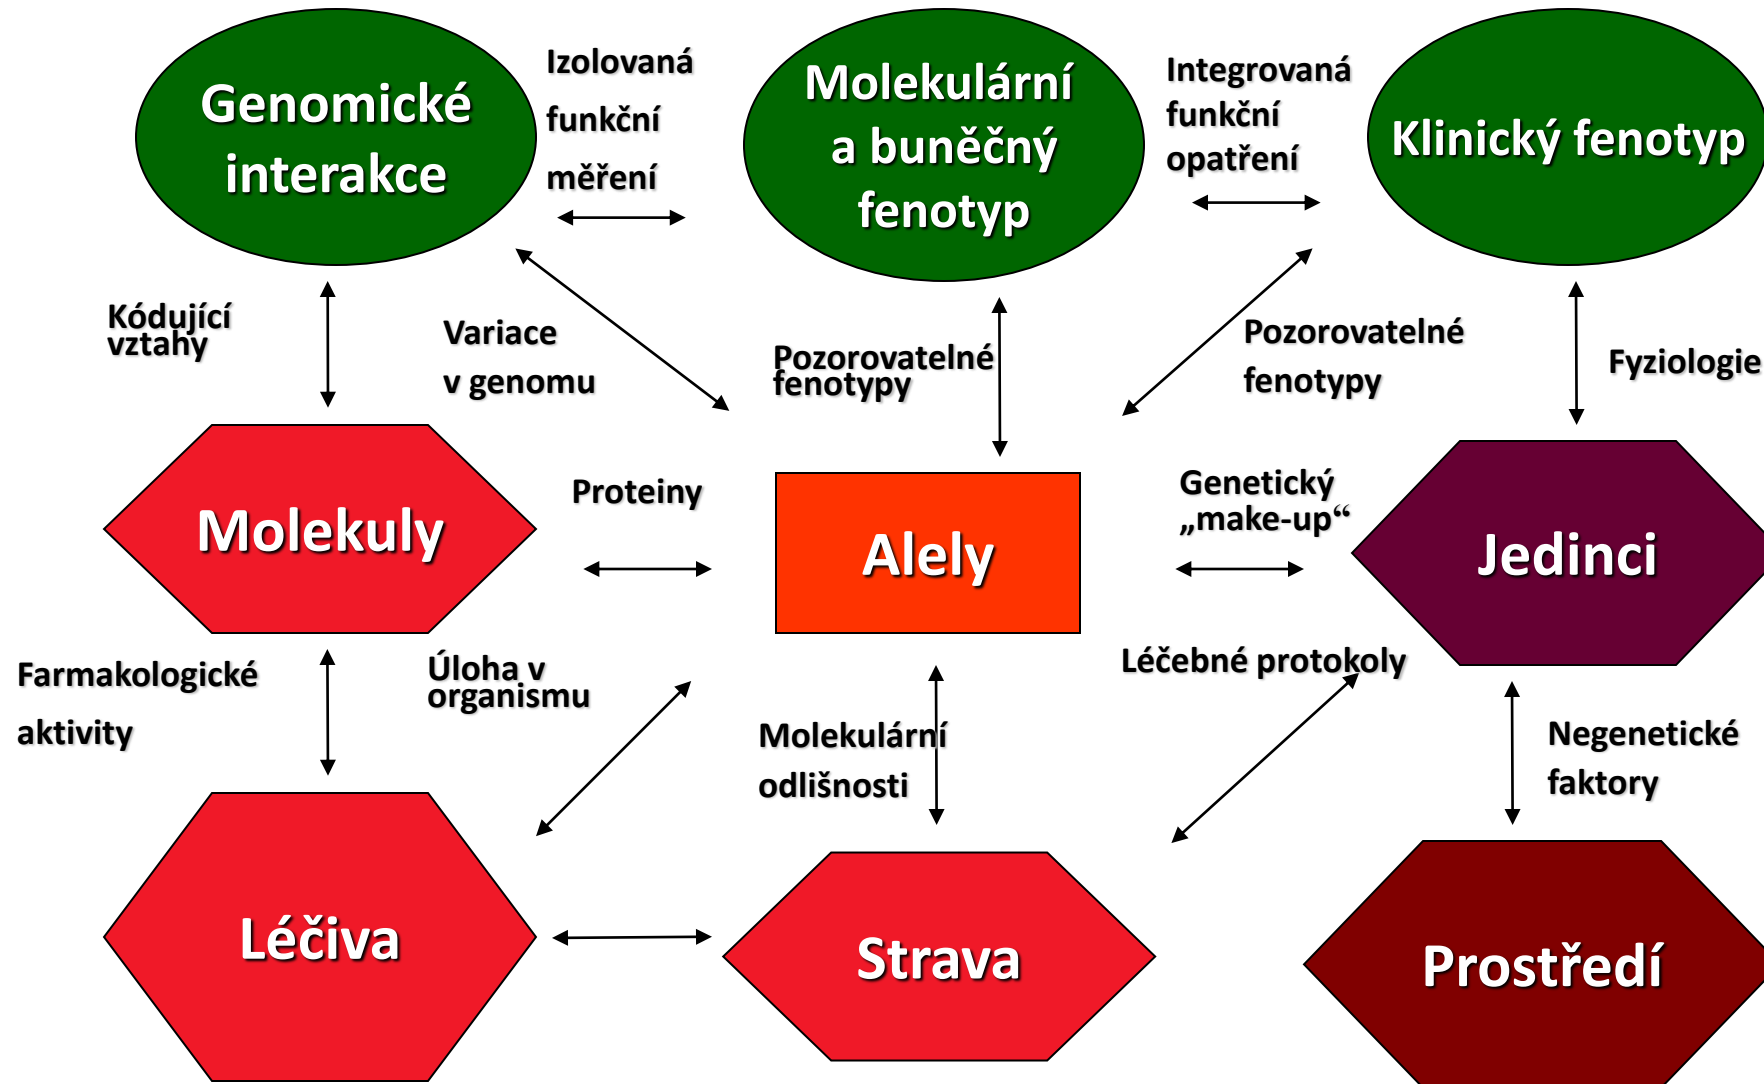 Genomické
interakce
Izolovaná
funkční
měření
Molekulární
a buněčný
fenotyp
Integrovaná
funkční
opatření
Klinický fenotyp
Kódující
vztahy
Variace
v genomu
Pozorovatelné
fenotypy
Pozorovatelné
fenotypy
Fyziologie
Molekuly
Proteiny
Alely
Genetický
„make-up“
Jedinci
Farmakologické
aktivity
Úloha v
organismu
Molekulární
odlišnosti
Léčebné protokoly
Negenetické
faktory
Léčiva
Strava
Prostředí